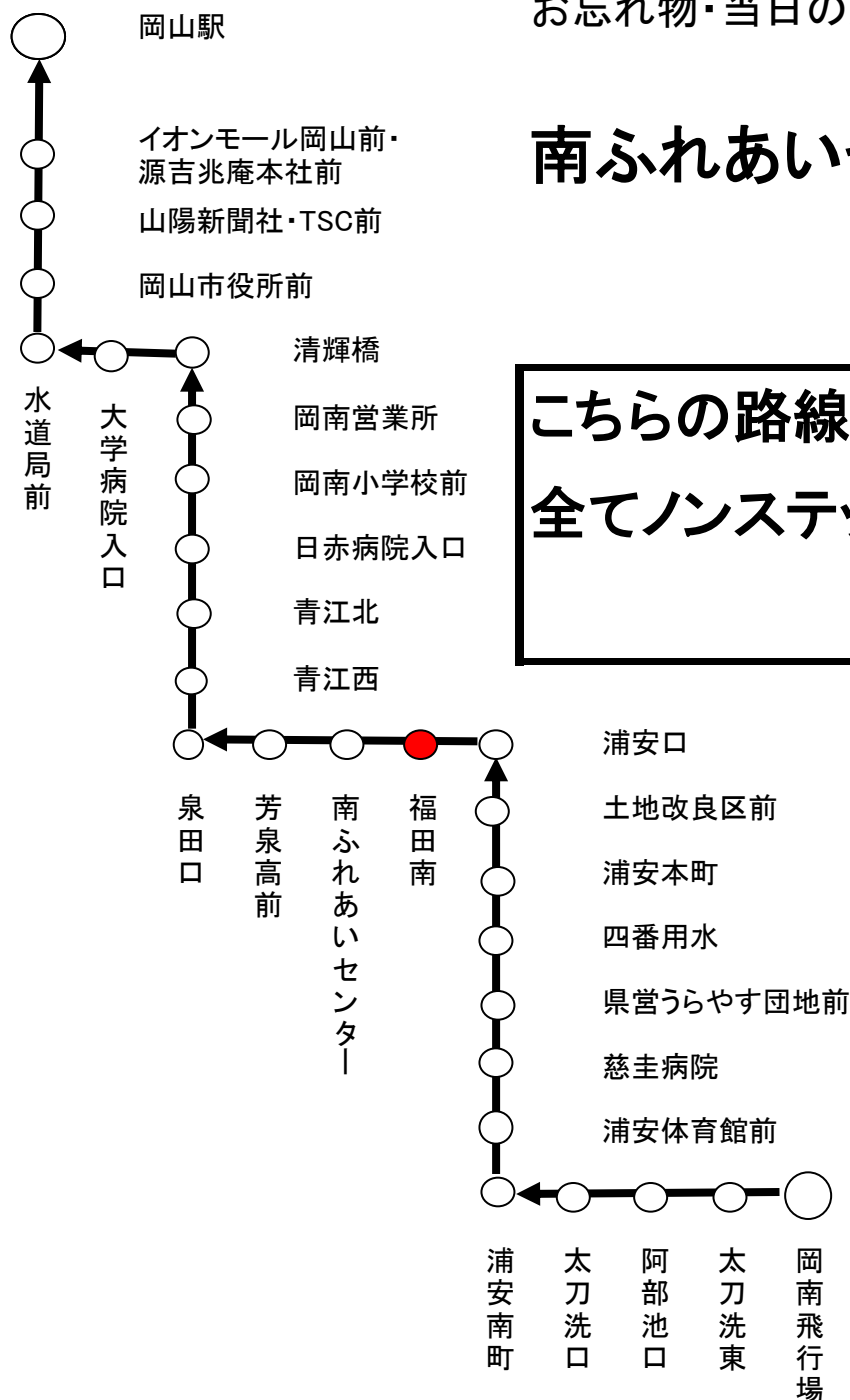 お忘れ物・当日の
岡山駅
南ふれあい
イオンモール岡山前・
源吉兆庵本社前
山陽新聞社・TSC前
岡山市役所前
清輝橋
水道局前
大学病院入口
岡南営業所
こちらの路線
岡南小学校前
全てノンステッ
日赤病院入口
青江北
青江西
浦安口
泉田口
芳泉高前
南ふれあいセンター
福田南
土地改良区前
浦安本町
四番用水
県営うらやす団地前
慈圭病院
浦安体育館前
浦安南町
太刀洗口
阿部池口
太刀洗東
岡南飛行場